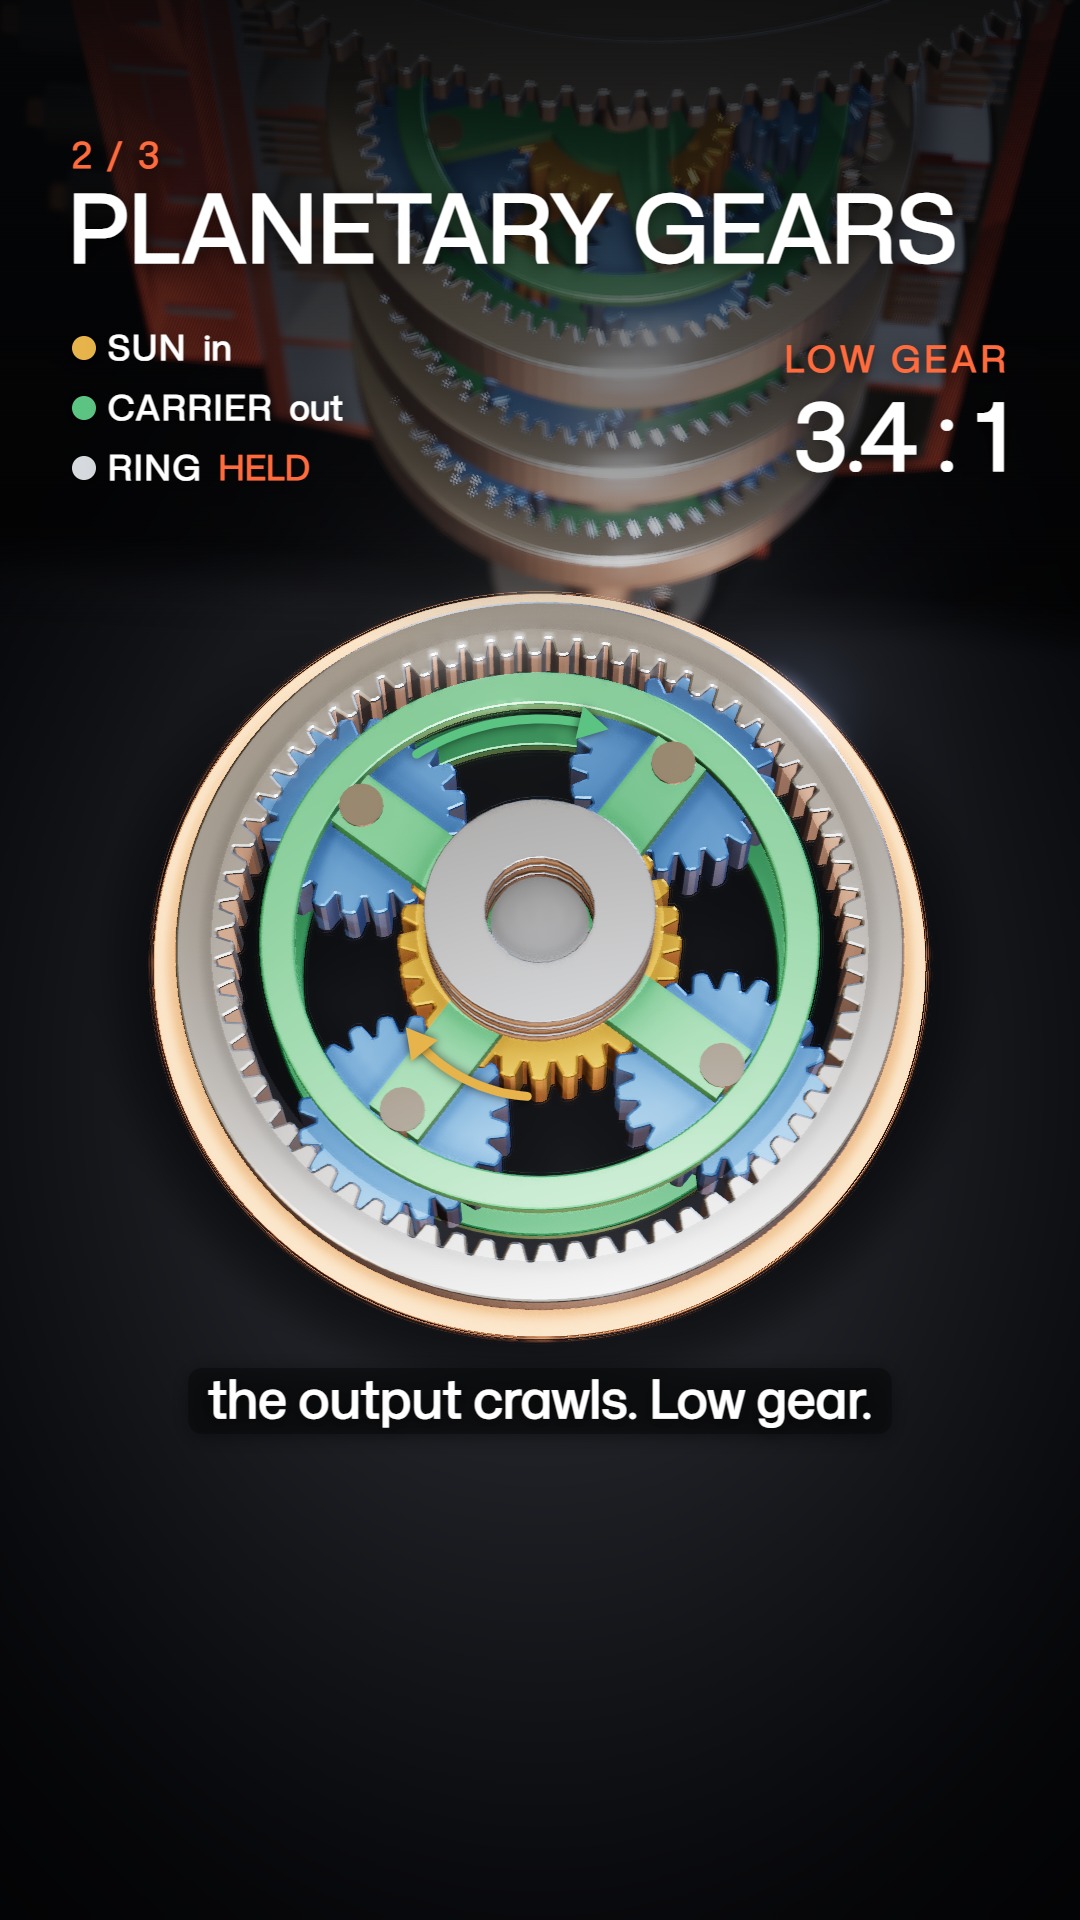 2 / 3
PLANETARY GEARS
SUN in
CARRIER out
RING HELD
LOW GEAR
3.4 : 1
the output crawls. Low gear.